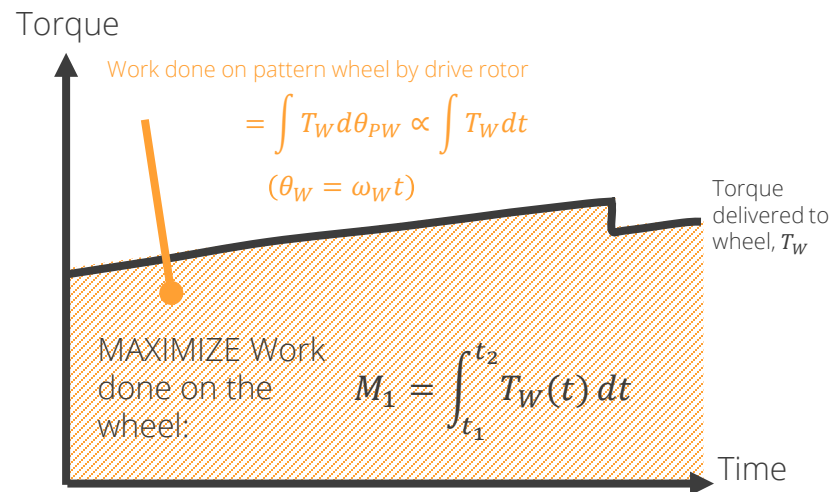 Torque
Work done on pattern wheel by drive rotor
= ∫ T_W dθ_PW ∝ ∫ T_W dt
(θ_W = ω_W t)
Torque
delivered to
wheel, T_W
MAXIMIZE Work
done on the
wheel:
M_1 = ∫_{t_1}^{t_2} T_W(t) dt
Time